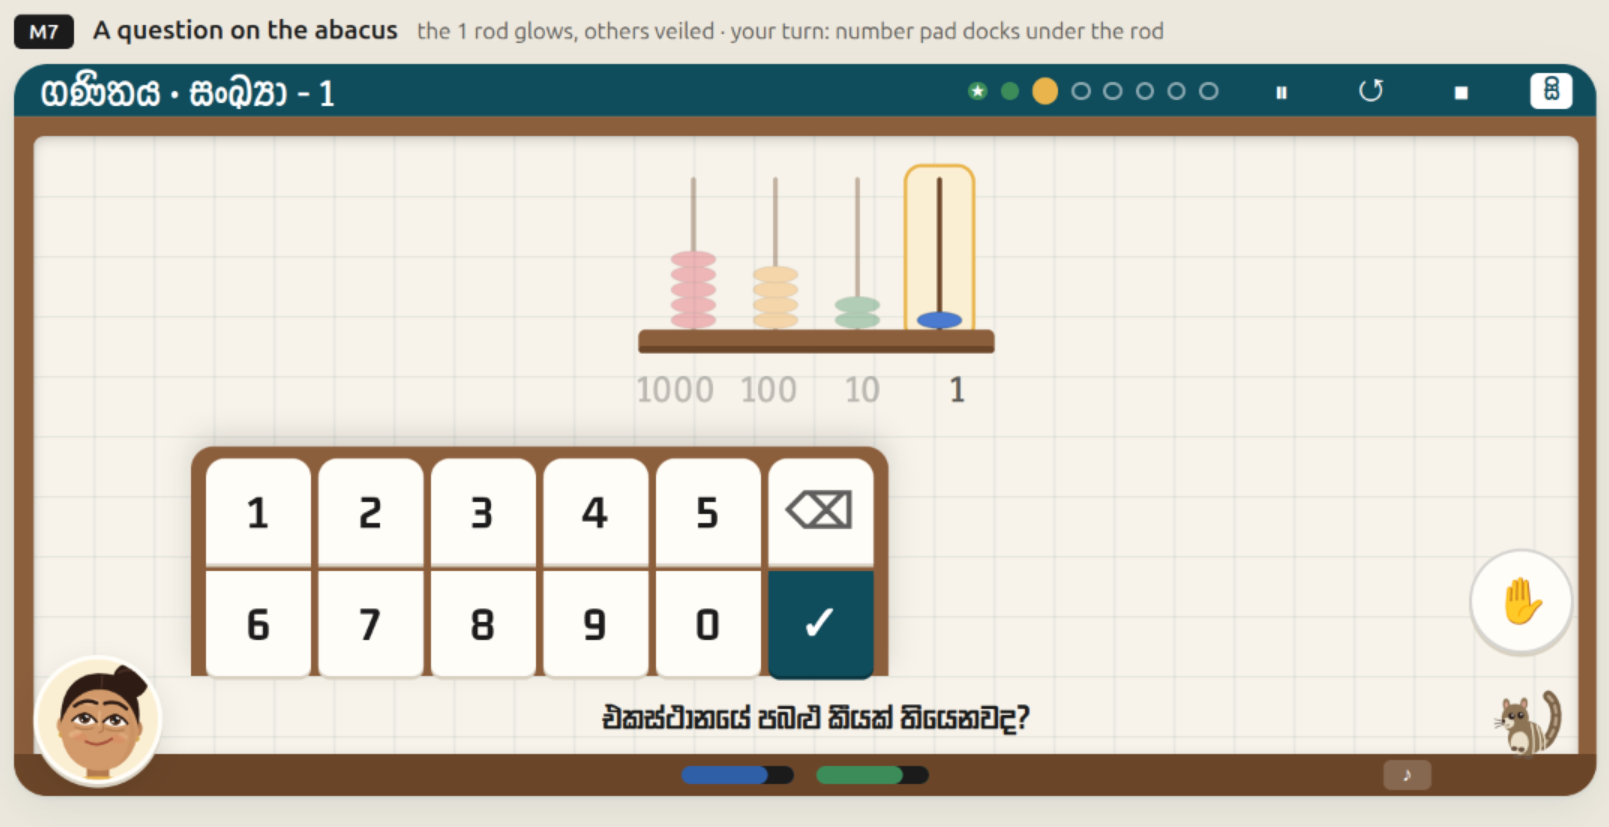 M7 A question on the abacus the 1 rod glows, others veiled · your turn: number pad docks under the rod
ගණිතය · සංඛ්‍යා - 1
සිං
1000 100 10 1
1 2 3 4 5
6 7 8 9 0
එකස්ථානයේ පබළු කීයක් තියෙනවද?